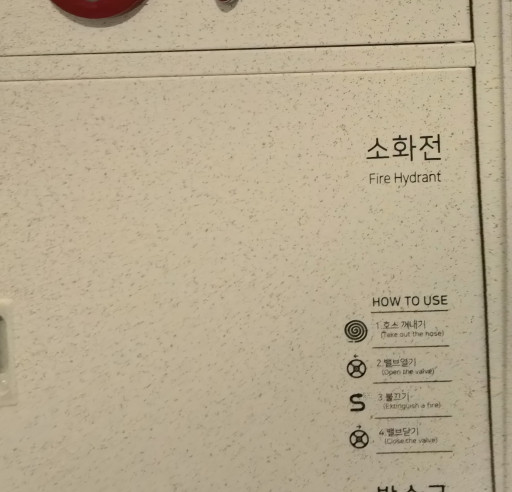 소화전
Fire Hydrant
HOW TO USE
1.호스 꺼내기
(Take out the hose)
2.밸브열기
(Open the valve)
3.불끄기
(Extinguish a fire)
4.밸브닫기
(Close the valve)